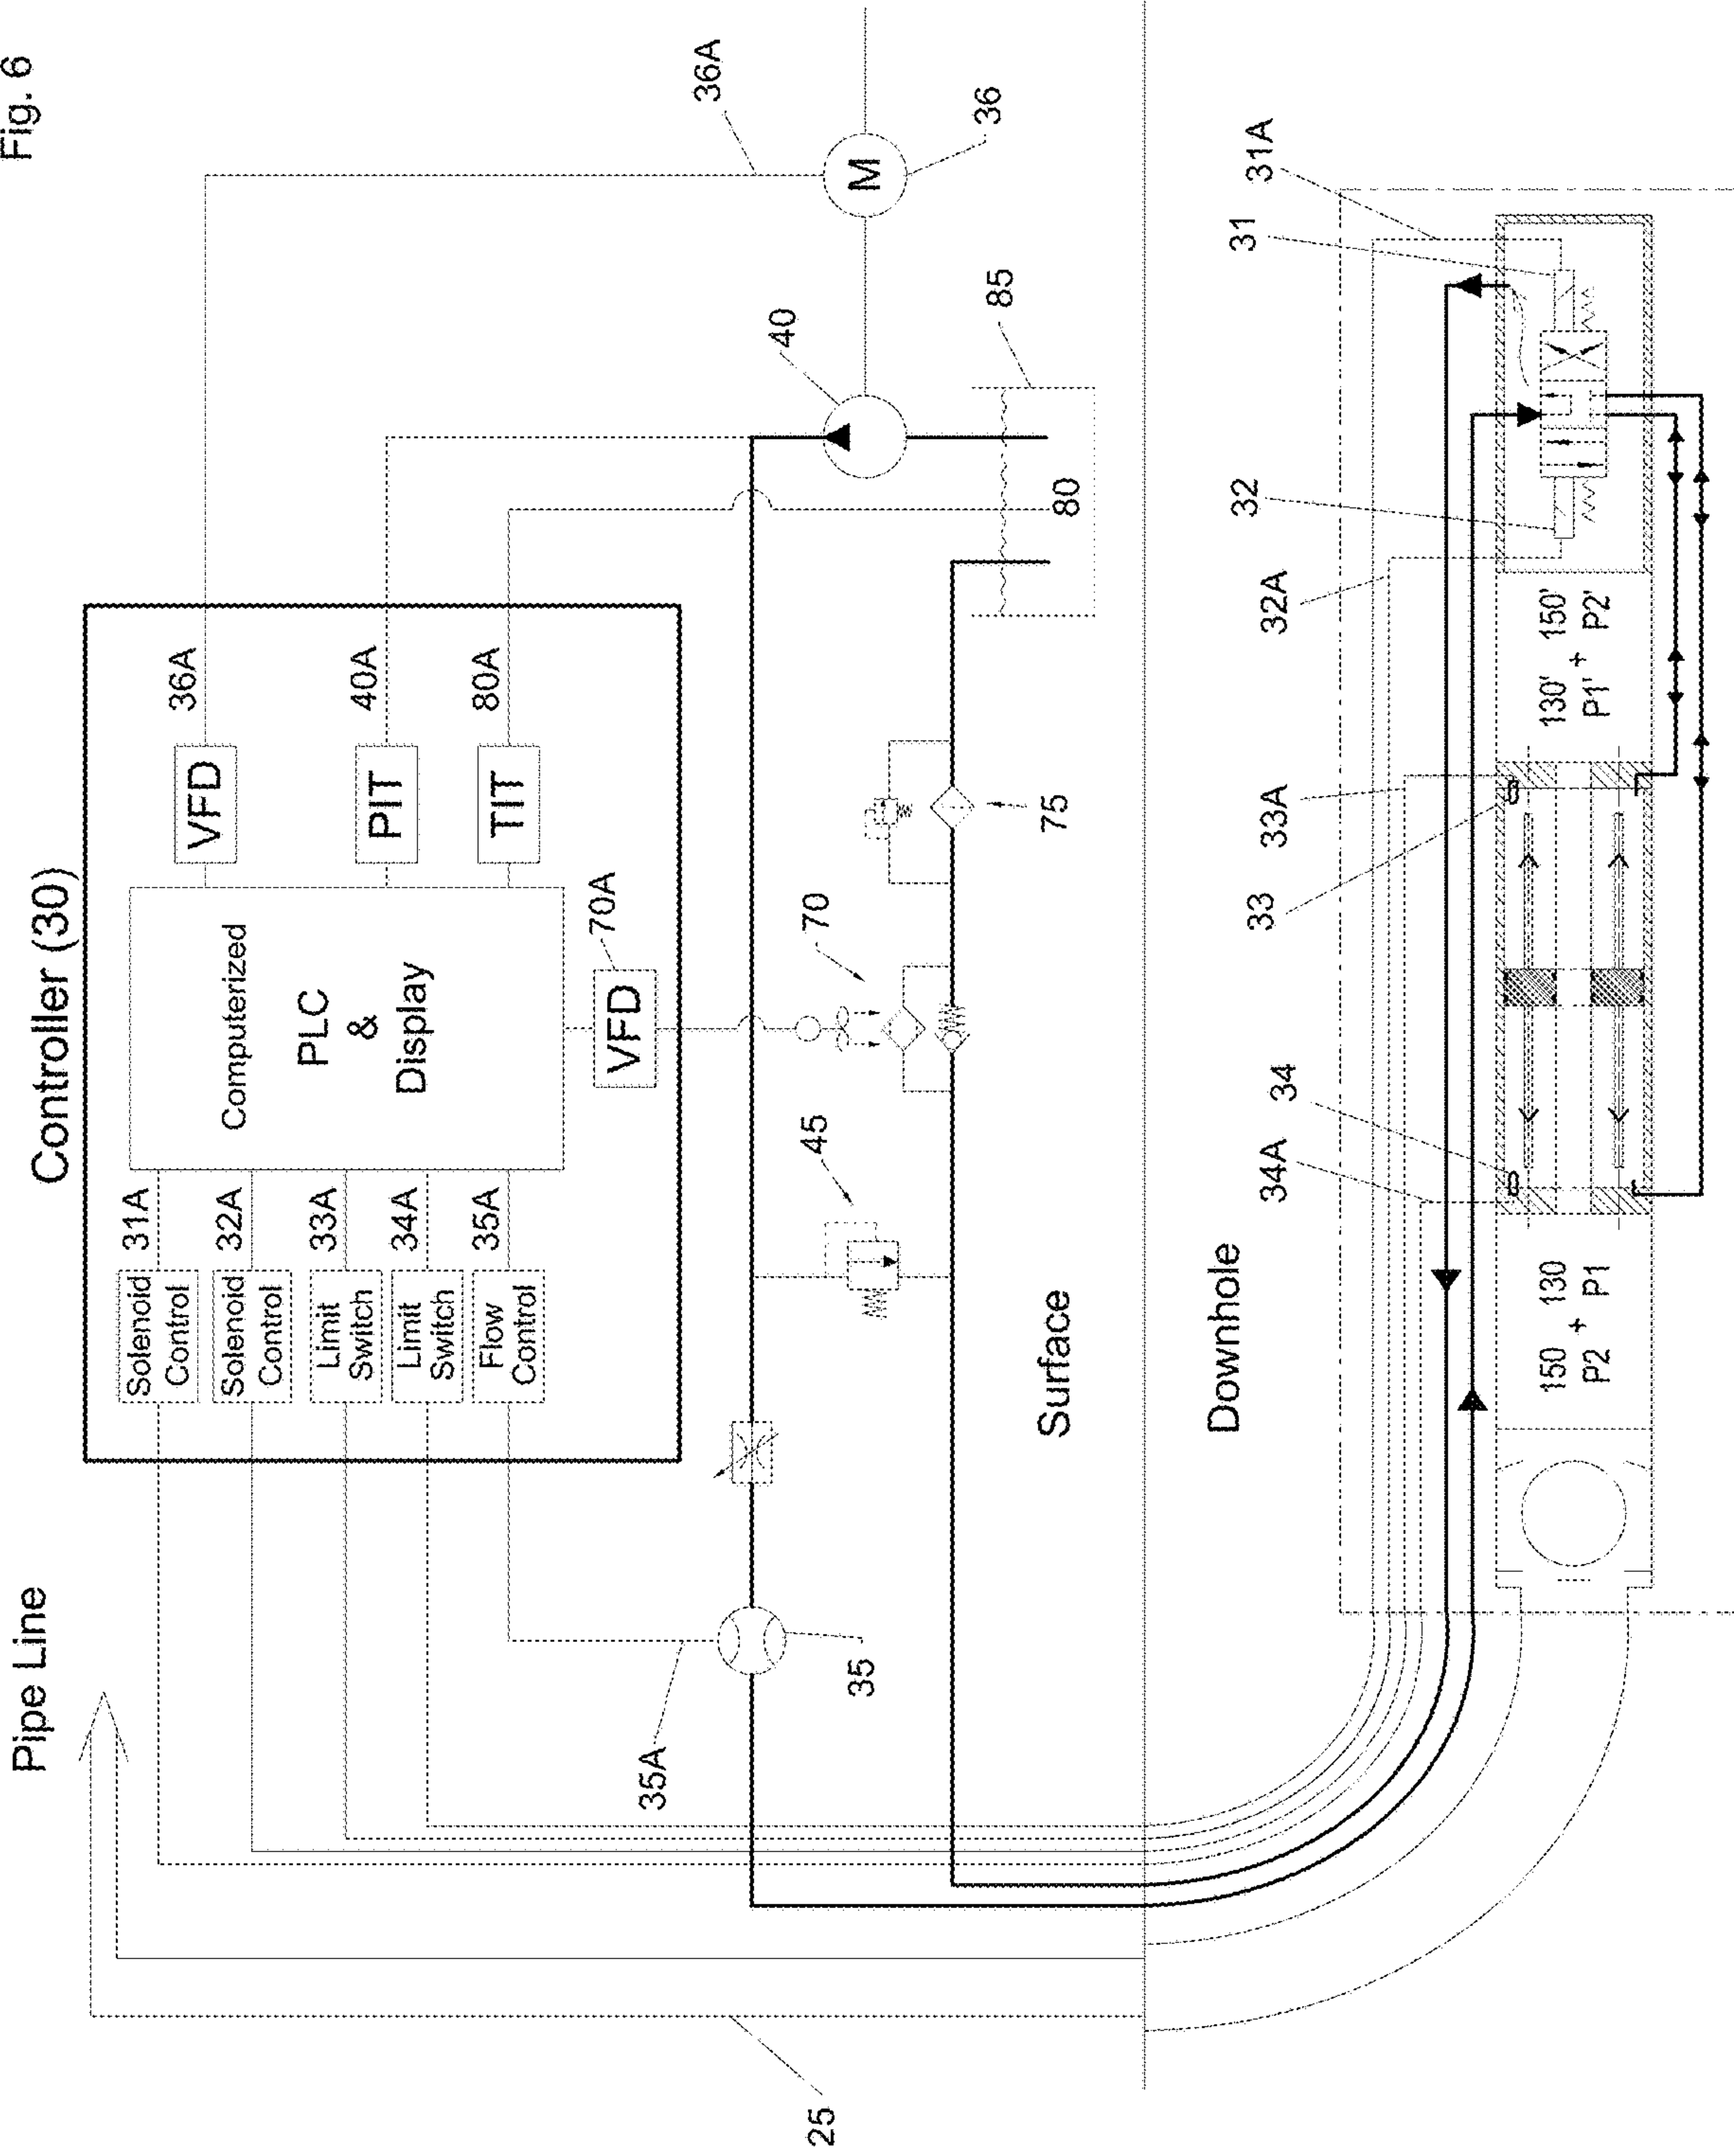 Fig. 6
Pipe Line
Controller (30)
31A
Solenoid
Control
32A
Solenoid
Control
33A
Limit
Switch
34A
Limit
Switch
35A
Flow
Control
Computerized
PLC
&
Display
VFD
36A
PIT
40A
TIT
80A
VFD
70A
36A
M
36
40
85
80
35A
35
45
70
75
25
Surface
Downhole
34A
34
33
33A
32A
32
31
31A
150 130
P2 + P1
130' 150'
P1' + P2'